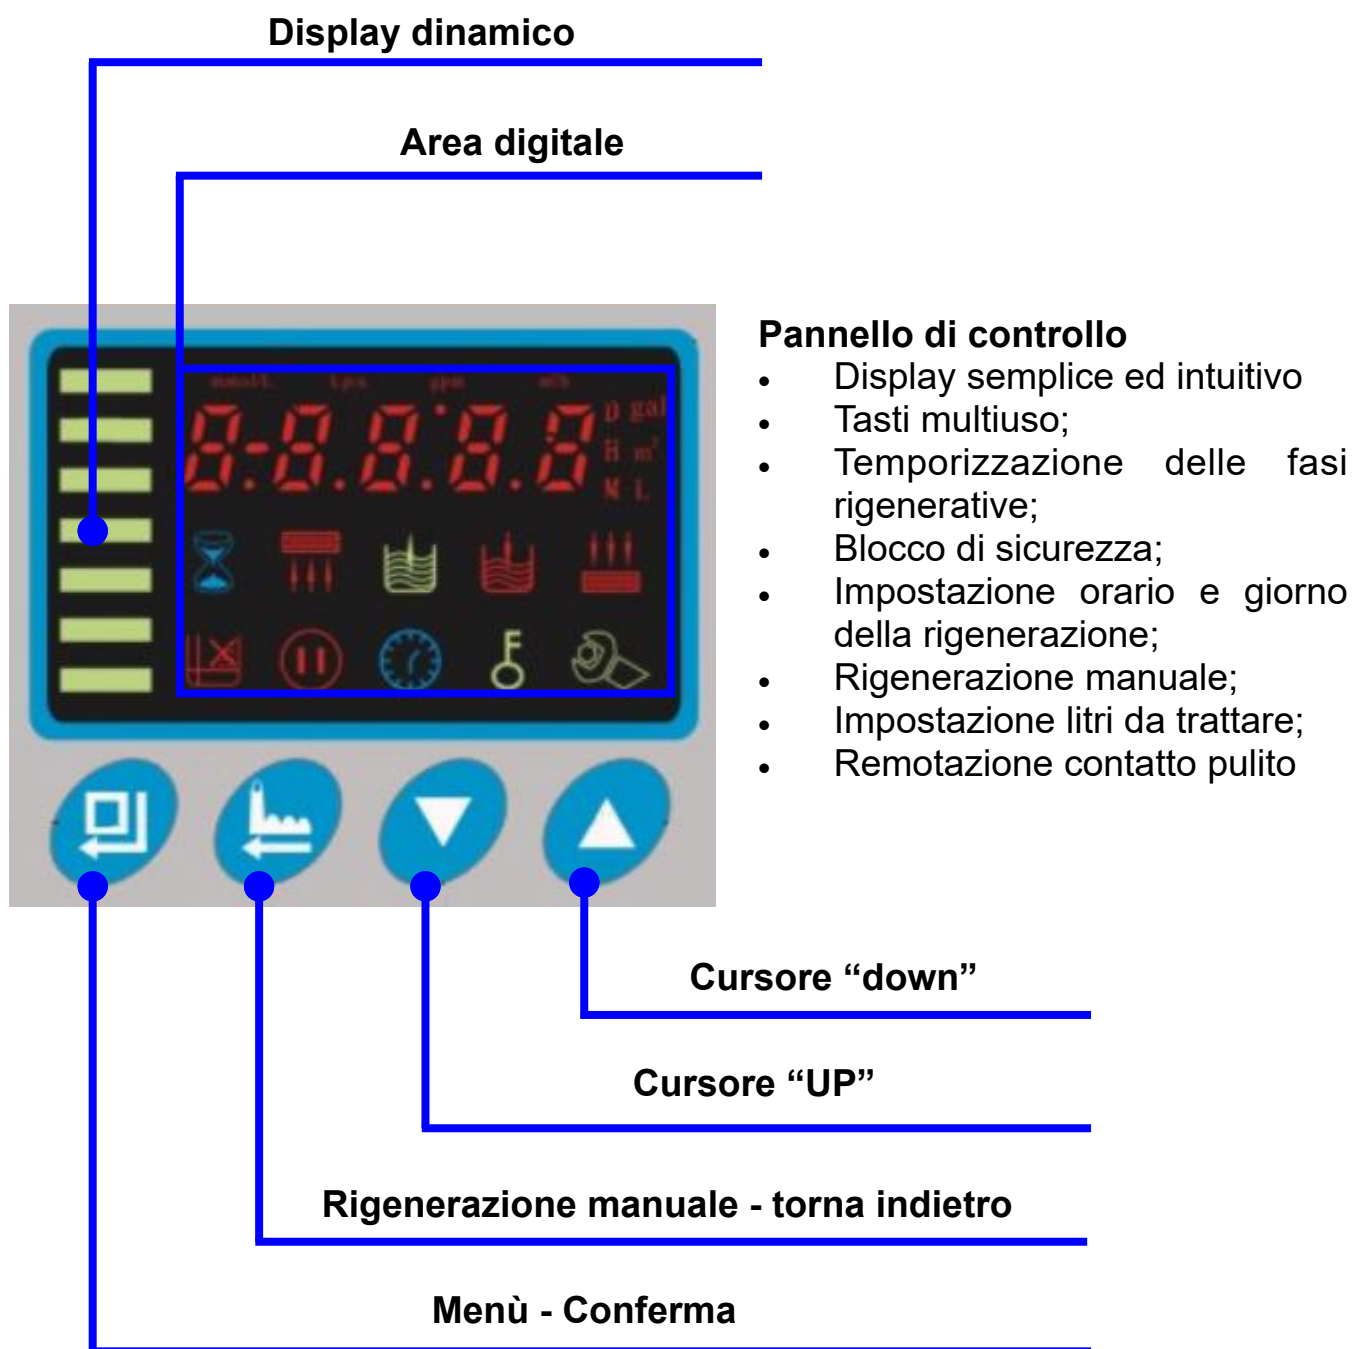 Display dinamico
Area digitale
Pannello di controllo
• Display semplice ed intuitivo
• Tasti multiuso;
• Temporizzazione delle fasi
rigenerative;
• Blocco di sicurezza;
• Impostazione orario e giorno
della rigenerazione;
• Rigenerazione manuale;
• Impostazione litri da trattare;
• Remotazione contatto pulito
gpm
8-8.8.8.8
D gal
H m³
M L
Cursore “down”
Cursore “UP”
Rigenerazione manuale - torna indietro
Menù - Conferma